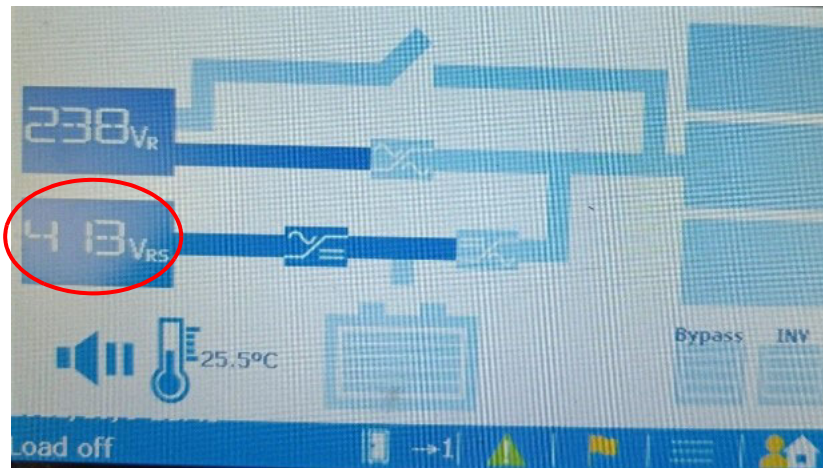 238VR
413VRS
25.5ºC
Bypass INV
Load off
→1